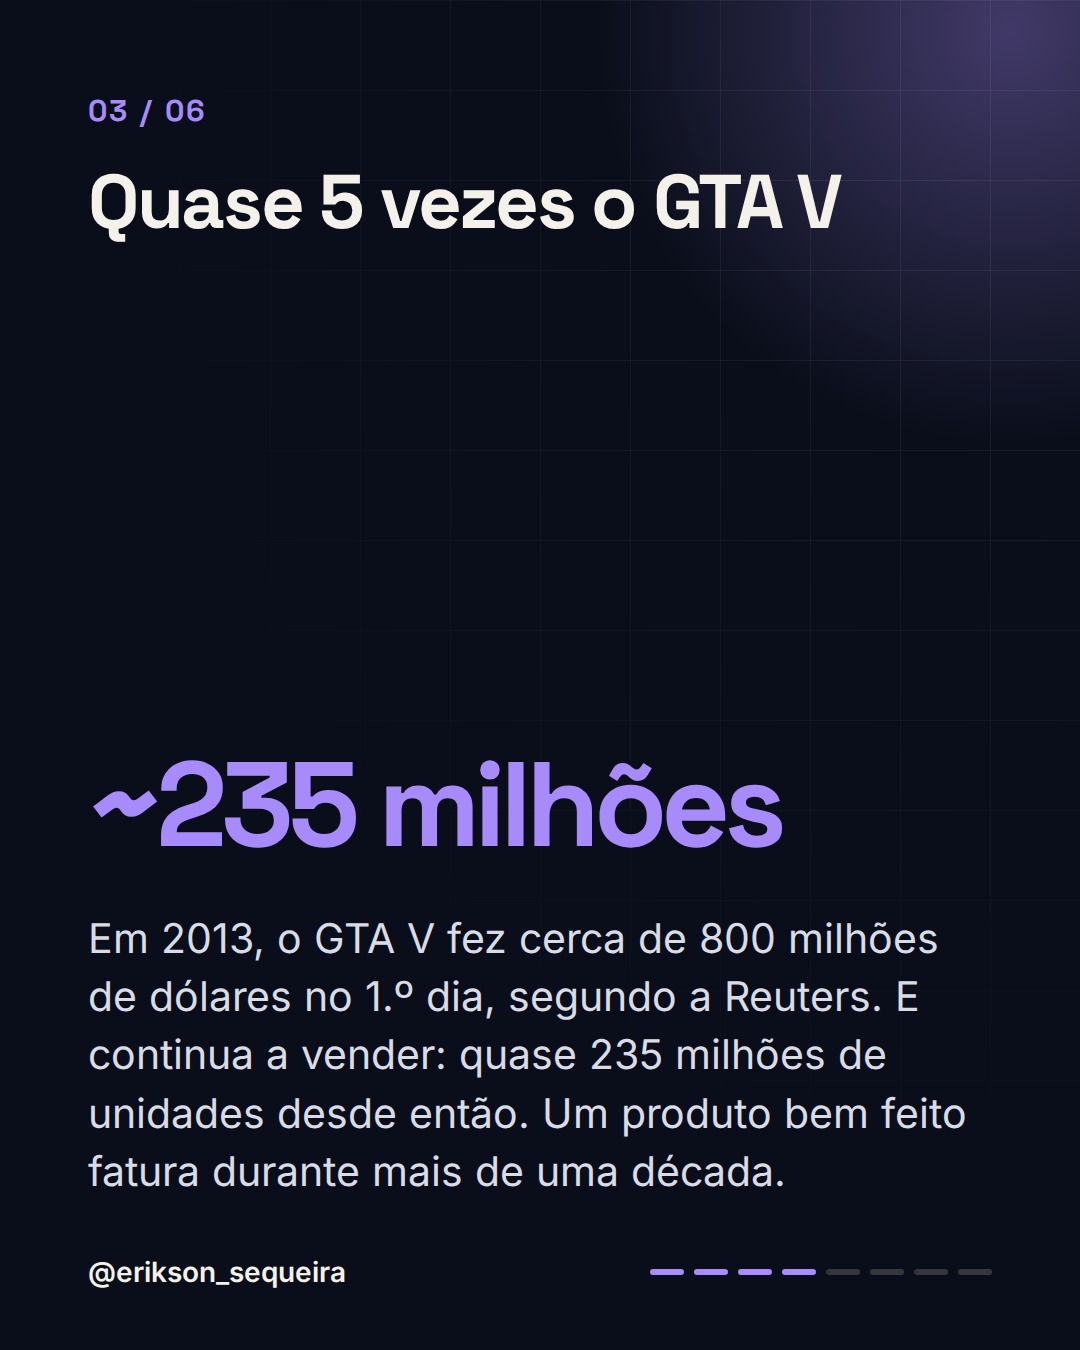 03 / 06
Quase 5 vezes o GTA V
~235 milhões
Em 2013, o GTA V fez cerca de 800 milhões
de dólares no 1.º dia, segundo a Reuters. E
continua a vender: quase 235 milhões de
unidades desde então. Um produto bem feito
fatura durante mais de uma década.
@erikson_sequeira